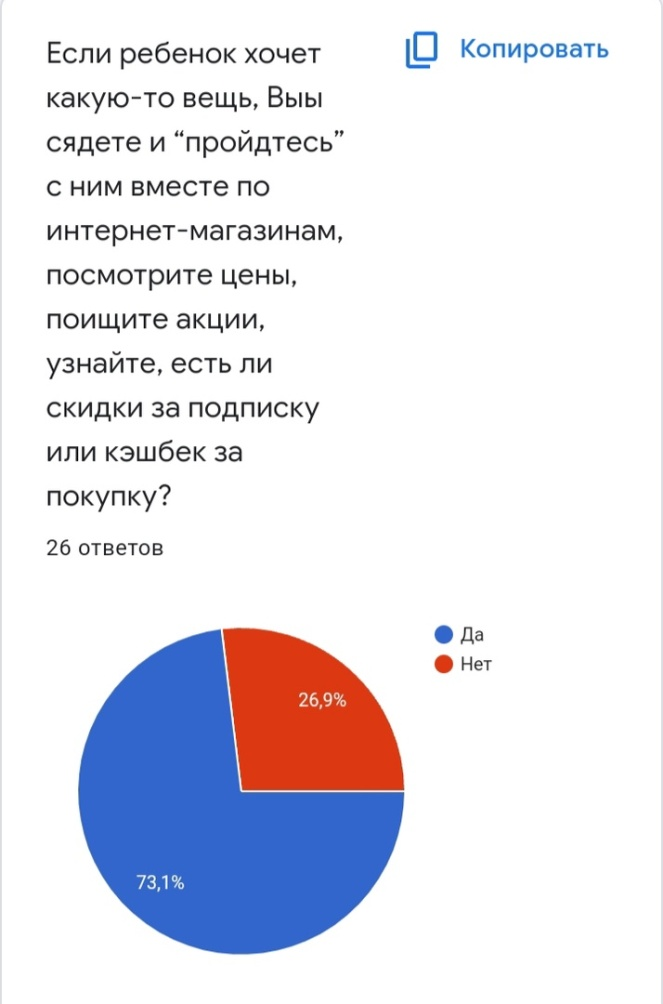 Если ребенок хочет
Копировать
какую-то вещь, Выы
сядете и “пройдтесь”
с ним вместе по
интернет-магазинам,
посмотрите цены,
поищите акции,
узнайте, есть ли
скидки за подписку
или кэшбек за
покупку?
26 ответов
Да
Нет
26,9%
73,1%